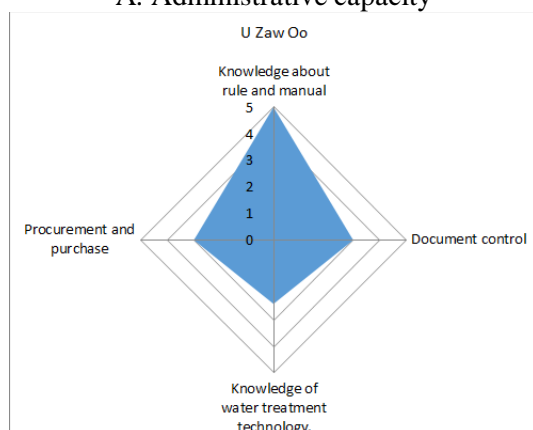 A. Administrative capacity
U Zaw Oo
Knowledge about
rule and manual
5
4
3
2
1
0
Procurement and
purchase
Document control
Knowledge of
water treatment
technology.